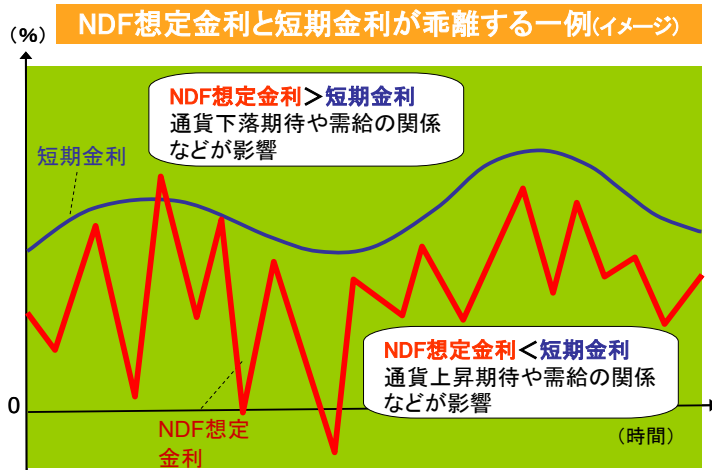 NDF想定金利と短期金利が乖離する一例(イメージ)
(%)
NDF想定金利＞短期金利
通貨下落期待や需給の関係
などが影響
短期金利
NDF想定金利＜短期金利
通貨上昇期待や需給の関係
などが影響
0
NDF想定
金利
(時間)